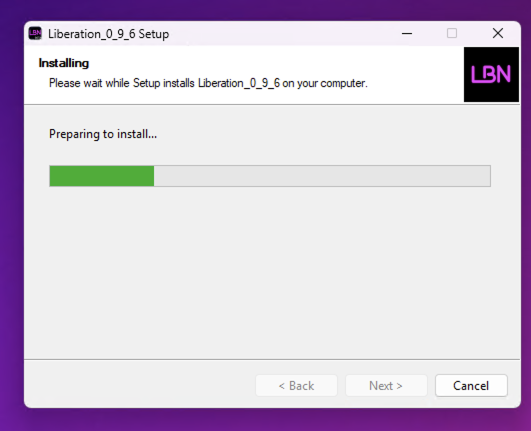 LBN
Liberation_0_9_6 Setup
Installing
Please wait while Setup installs Liberation_0_9_6 on your computer.
LBN
Preparing to install...
< Back
Next >
Cancel